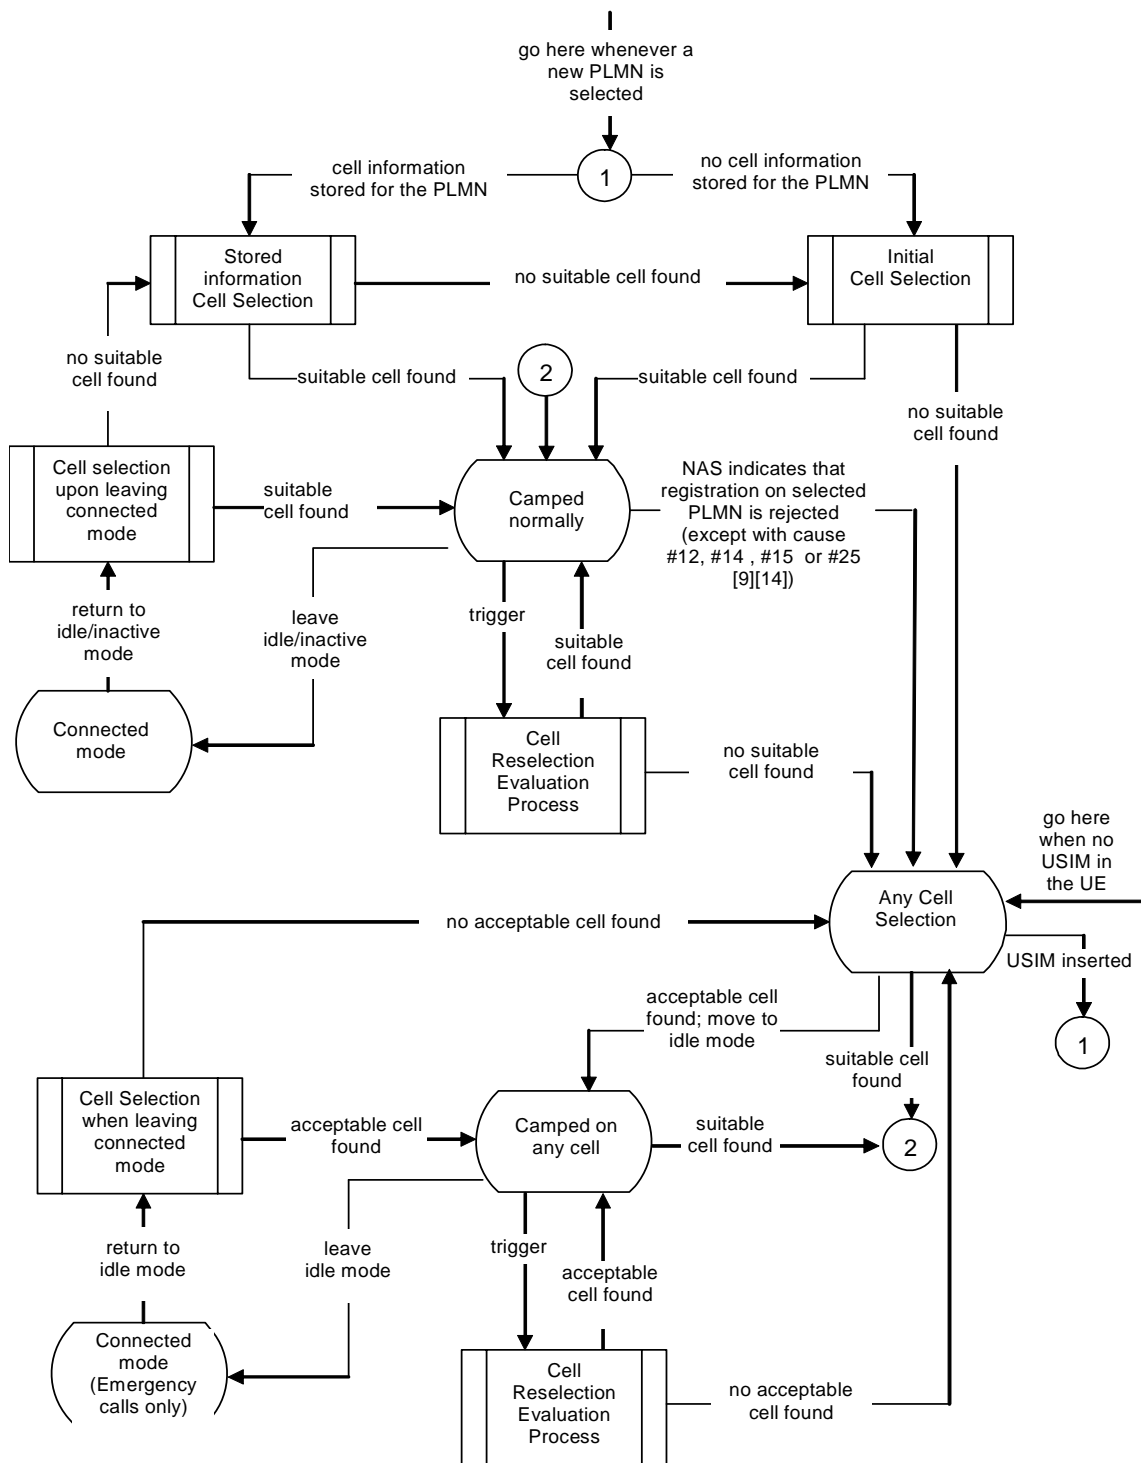 go here whenever a
new PLMN is
selected
cell information
stored for the PLMN
1
no cell information
stored for the PLMN
Stored
information
Cell Selection
no suitable cell found
Initial
Cell Selection
no suitable
cell found
suitable cell found
2
suitable cell found
no suitable
cell found
Cell selection
upon leaving
connected
mode
suitable
cell found
Camped
normally
NAS indicates that
registration on selected
PLMN is rejected
(except with cause
#12, #14 , #15 or #25
[9][14])
return to
idle/inactive
mode
leave
idle/inactive
mode
trigger
suitable
cell found
Connected
mode
Cell
Reselection
Evaluation
Process
no suitable
cell found
go here
when no
USIM in
the UE
Any Cell
Selection
no acceptable cell found
USIM inserted
1
acceptable cell
found; move to
idle mode
suitable cell
found
2
Cell Selection
when leaving
connected
mode
acceptable cell
found
Camped on
any cell
suitable
cell found
return to
idle mode
leave
idle mode
trigger
acceptable
cell found
Connected
mode
(Emergency
calls only)
Cell
Reselection
Evaluation
Process
no acceptable
cell found